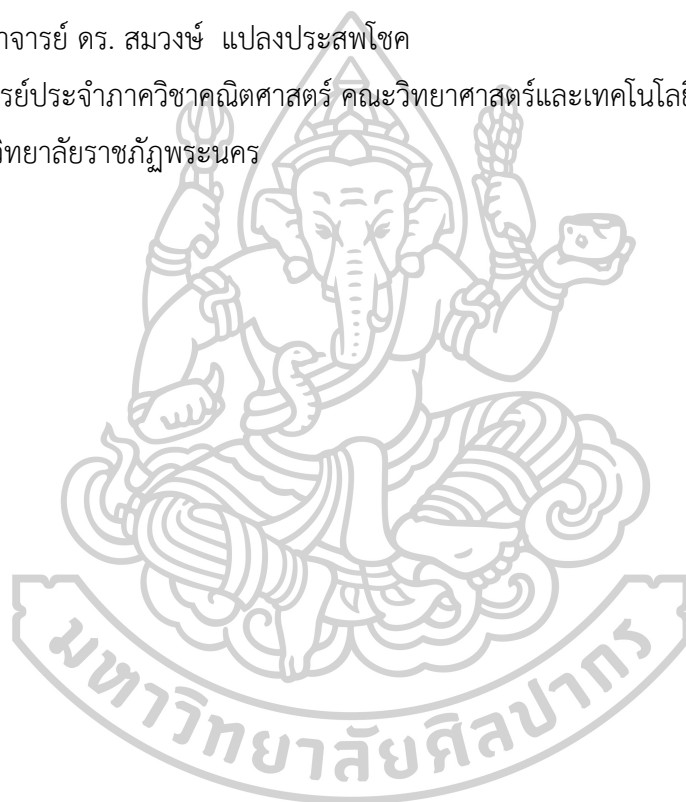 าจารย์ ดร. สมวงษ์ แปลงประสพโชค
รย์ประจำภาควิชาคณิตศาสตร์ คณะวิทยาศาสตร์และเทคโนโลยี
วิทยาลัยราชภัฏพระนคร
มหาวิทยาลัยศิลปากร